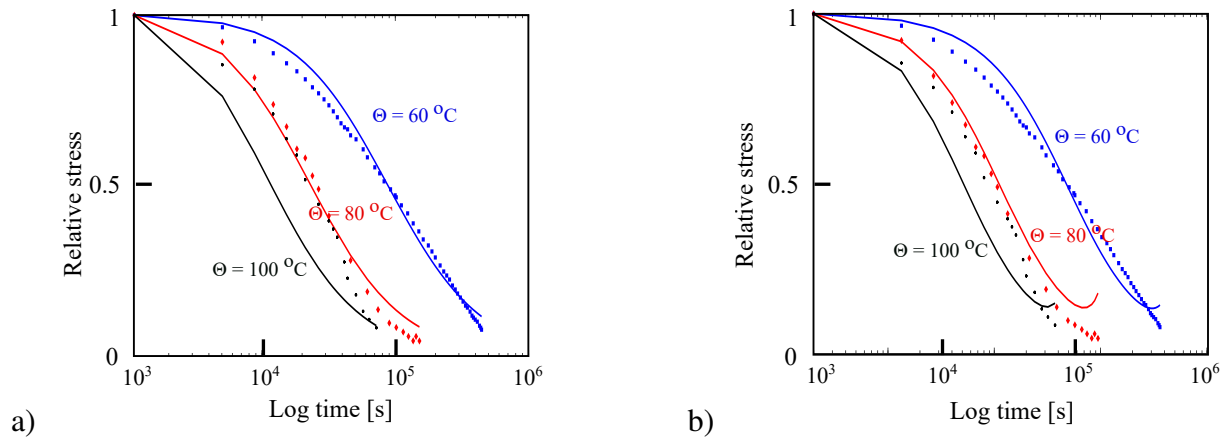 1
0.5
0
Relative stress
Θ = 60 °C
Θ = 80 °C
Θ = 100 °C
10³ 10⁴ 10⁵ 10⁶
Log time [s]
a)
1
0.5
0
Relative stress
Θ = 60 °C
Θ = 80 °C
Θ = 100 °C
10³ 10⁴ 10⁵ 10⁶
Log time [s]
b)